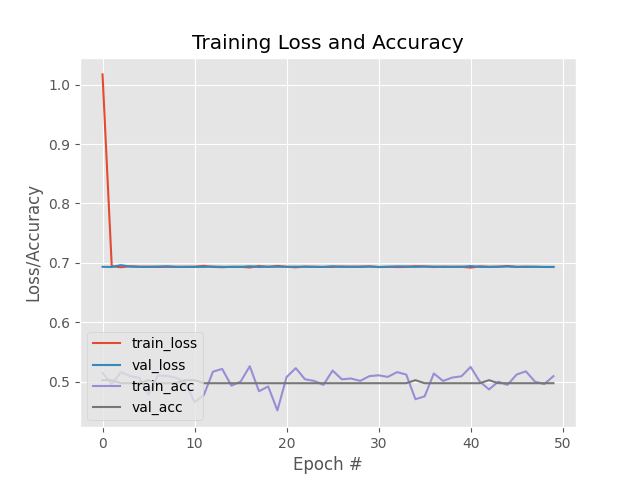 Training Loss and Accuracy
1.0
0.9
0.8
0.7
0.6
0.5
Loss/Accuracy
train_loss
val_loss
train_acc
val_acc
0
10
20
30
40
50
Epoch #